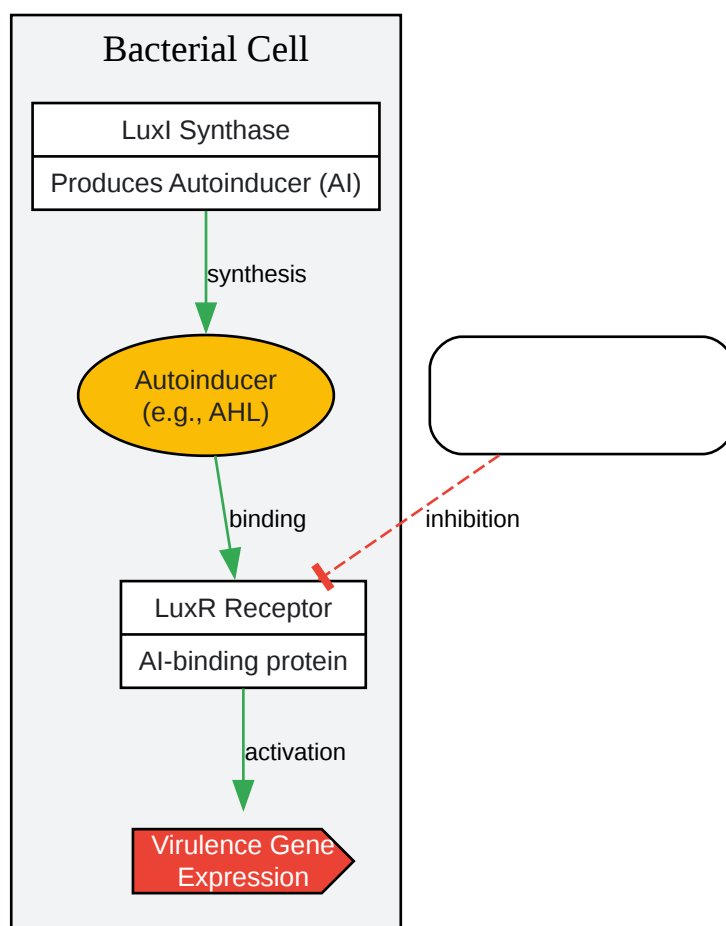 Bacterial Cell
LuxI Synthase
Produces Autoinducer (AI)
synthesis
Autoinducer
(e.g., AHL)
binding
inhibition
LuxR Receptor
AI-binding protein
activation
Virulence Gene
Expression